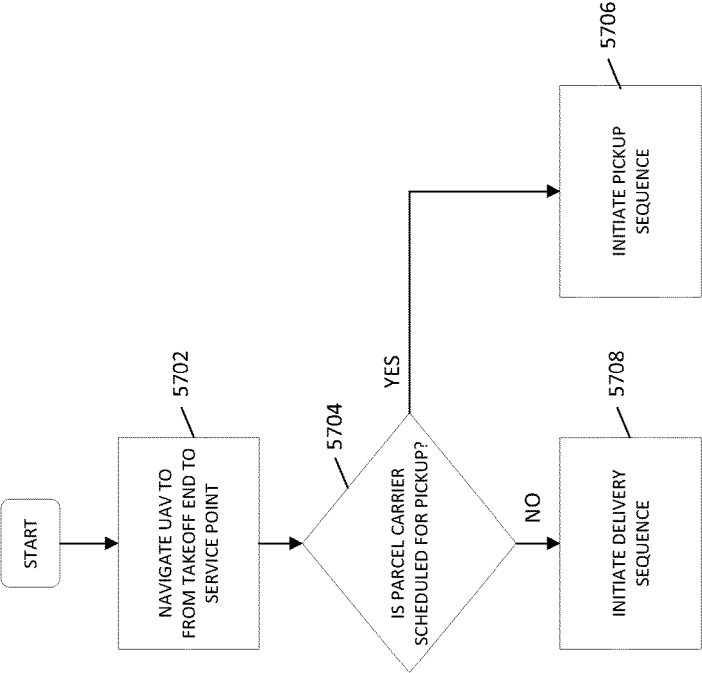 START
NAVIGATE UAV TO
FROM TAKEOFF END TO
SERVICE POINT
5702
IS PARCEL CARRIER
SCHEDULED FOR PICKUP?
5704
YES
NO
INITIATE PICKUP
SEQUENCE
5706
INITIATE DELIVERY
SEQUENCE
5708